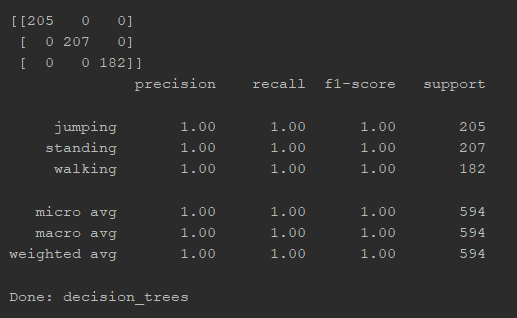 [[205   0   0]
 [  0 207   0]
 [  0   0 182]]
              precision    recall  f1-score   support

     jumping       1.00      1.00      1.00       205
    standing       1.00      1.00      1.00       207
     walking       1.00      1.00      1.00       182

   micro avg       1.00      1.00      1.00       594
   macro avg       1.00      1.00      1.00       594
weighted avg       1.00      1.00      1.00       594

Done: decision_trees